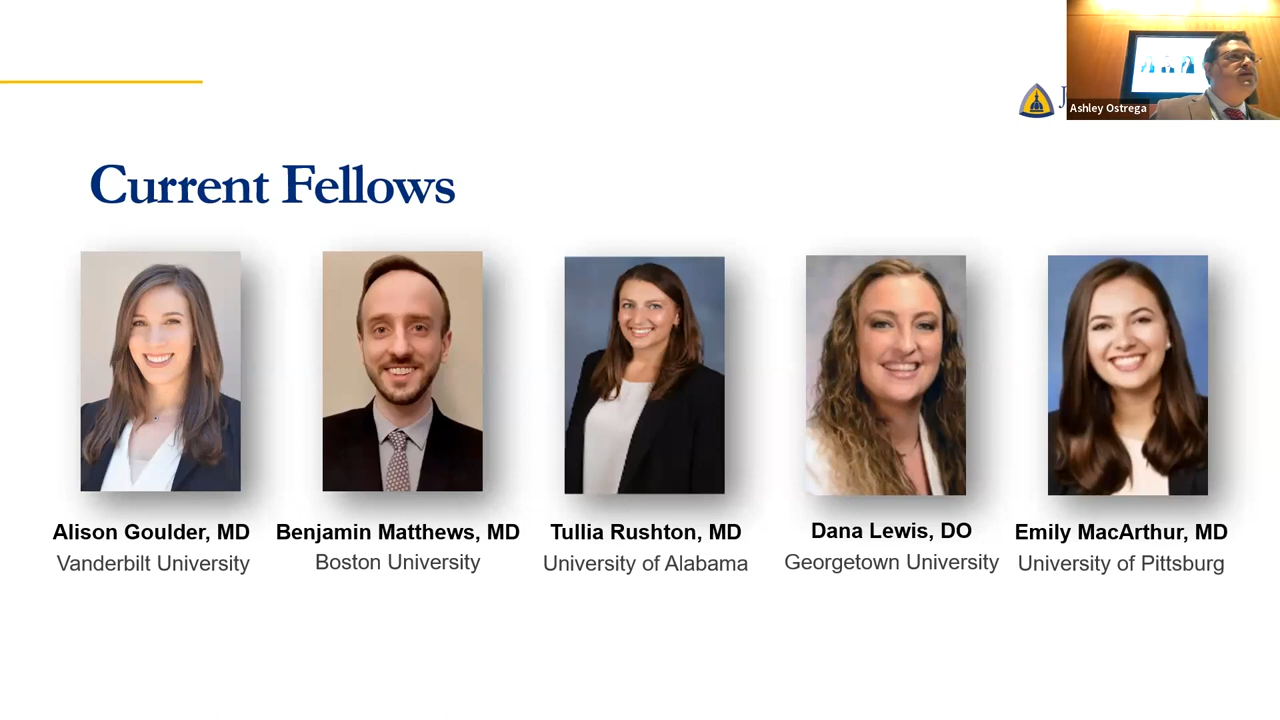 Ashley Ostrega
Current Fellows
Alison Goulder, MD
Vanderbilt University
Benjamin Matthews, MD
Boston University
Tullia Rushton, MD
University of Alabama
Dana Lewis, DO
Georgetown University
Emily MacArthur, MD
University of Pittsburg